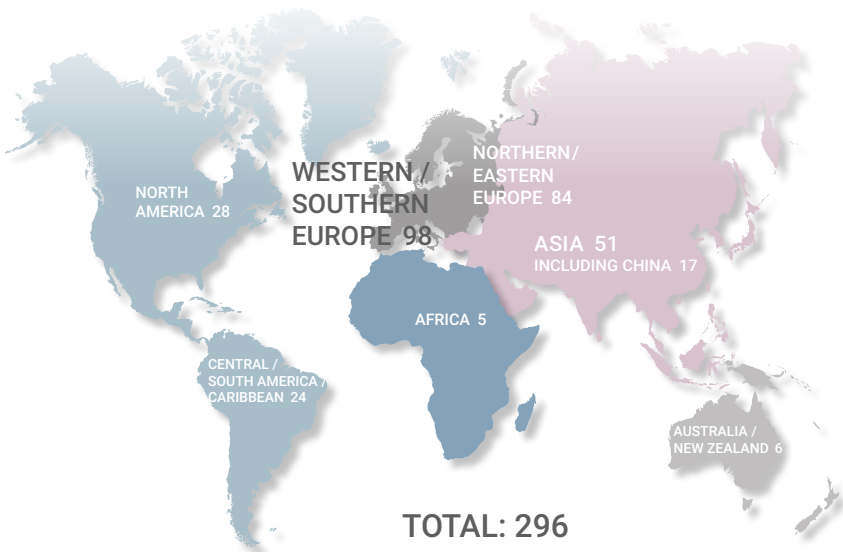 WESTERN /
SOUTHERN
EUROPE 98
NORTHERN /
EASTERN
EUROPE 84
NORTH
AMERICA 28
ASIA 51
INCLUDING CHINA 17
AFRICA 5
CENTRAL /
SOUTH AMERICA /
CARIBBEAN 24
AUSTRALIA /
NEW ZEALAND 6
TOTAL: 296